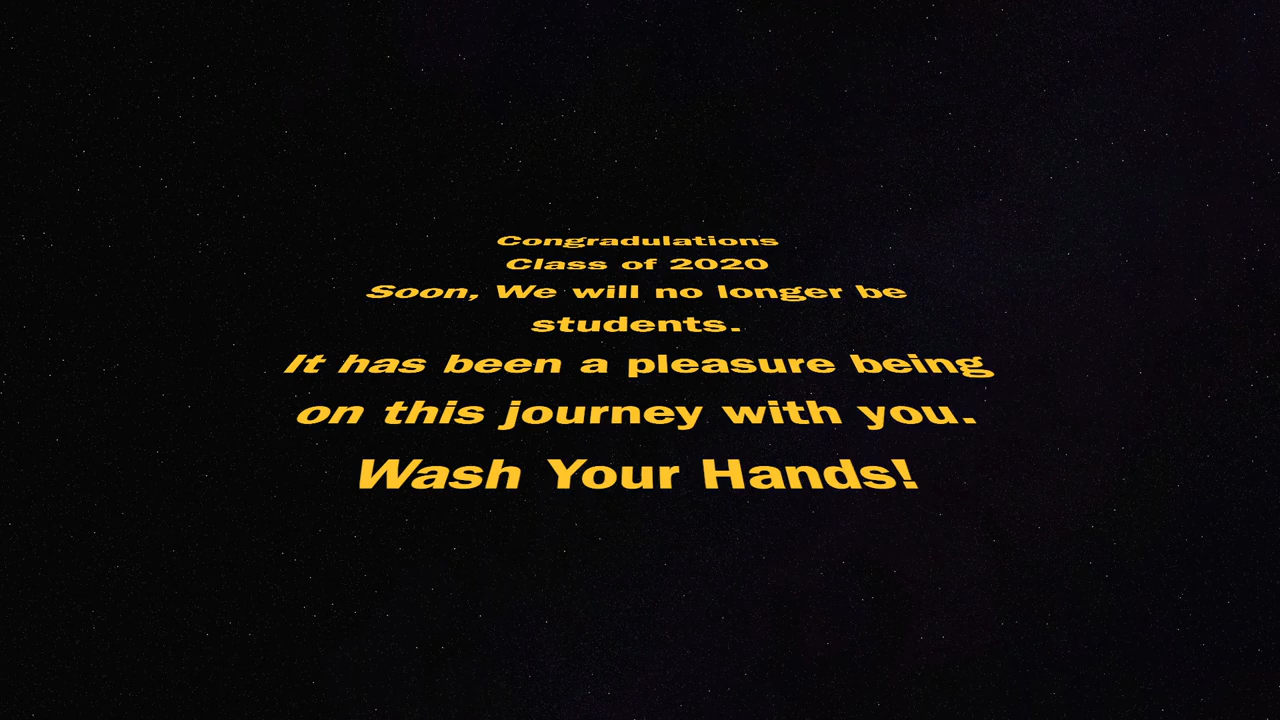 Congradulations
Class of 2020
Soon, We will no longer be
students.
It has been a pleasure being
on this journey with you.
Wash Your Hands!